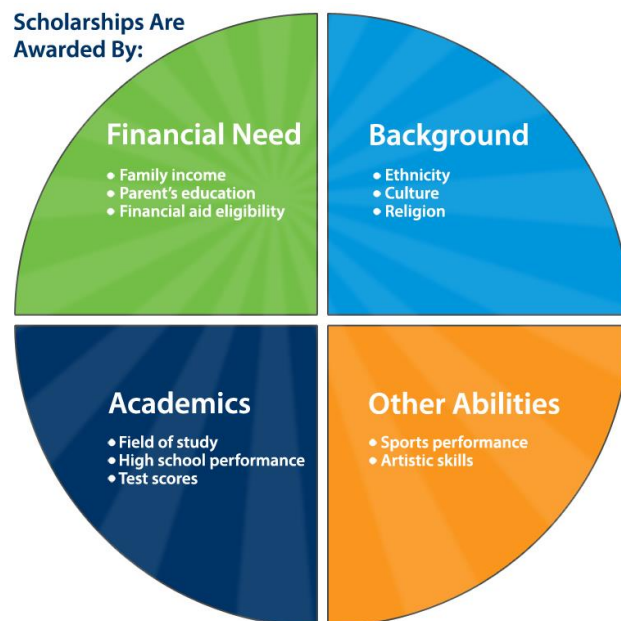 Scholarships Are
Awarded By:
Financial Need
• Family income
• Parent's education
• Financial aid eligibility
Background
• Ethnicity
• Culture
• Religion
Academics
• Field of study
• High school performance
• Test scores
Other Abilities
• Sports performance
• Artistic skills